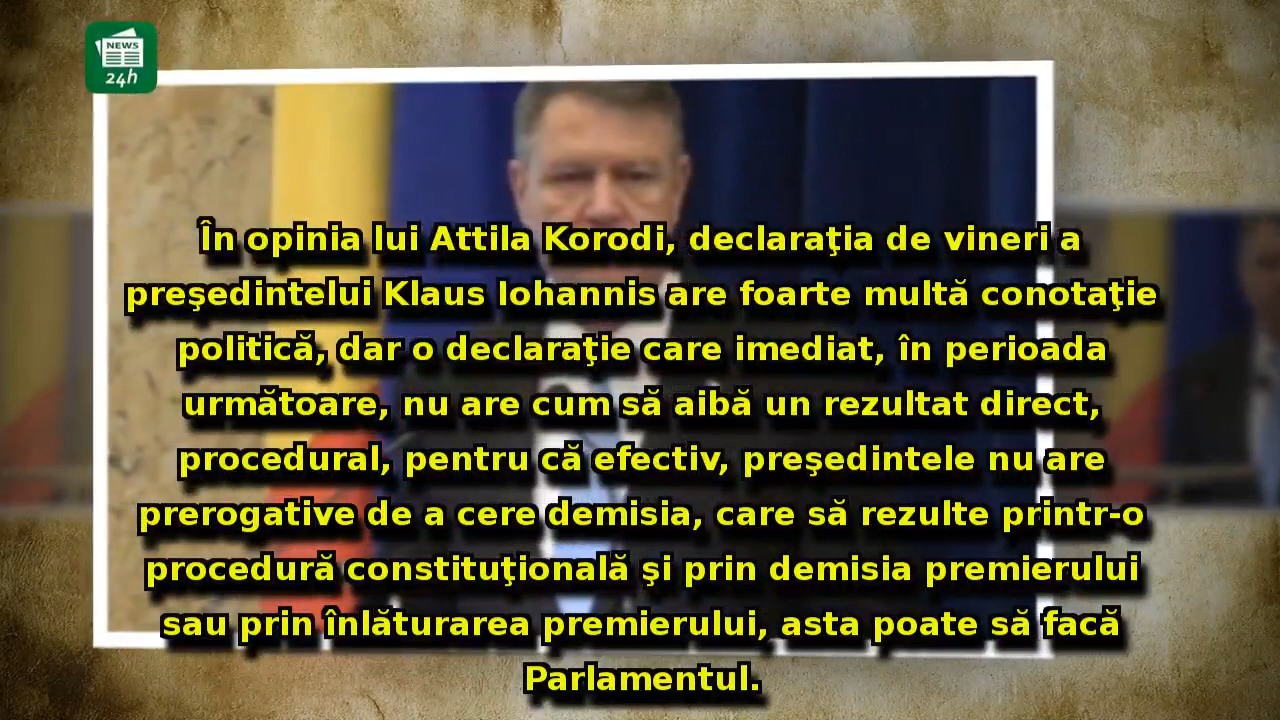 NEWS
24h
În opinia lui Attila Korodi, declaraţia de vineri a
preşedintelui Klaus Iohannis are foarte multă conotaţie
politică, dar o declaraţie care imediat, în perioada
următoare, nu are cum să aibă un rezultat direct,
procedural, pentru că efectiv, preşedintele nu are
prerogative de a cere demisia, care să rezulte printr-o
procedură constituţională şi prin demisia premierului
sau prin înlăturarea premierului, asta poate să facă
Parlamentul.